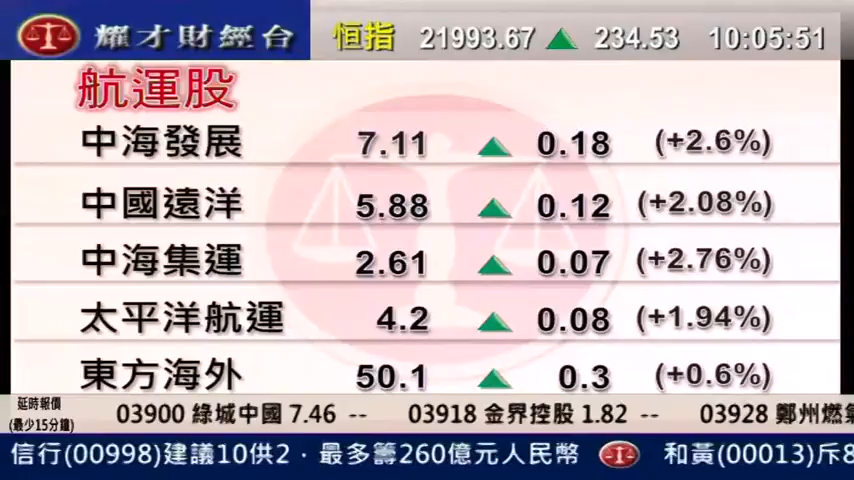 耀才財經台 恒指 21993.67 ▲ 234.53 10:05:51
航運股
中海發展 7.11 ▲ 0.18 (+2.6%)
中國遠洋 5.88 ▲ 0.12 (+2.08%)
中海集運 2.61 ▲ 0.07 (+2.76%)
太平洋航運 4.2 ▲ 0.08 (+1.94%)
東方海外 50.1 ▲ 0.3 (+0.6%)
延時報價
(最少15分鐘)
03900 綠城中國 7.46 -- 03918 金界控股 1.82 -- 03928 鄭州燃氣
信行(00998)建議10供2．最多籌260億元人民幣 和黃(00013)斥8